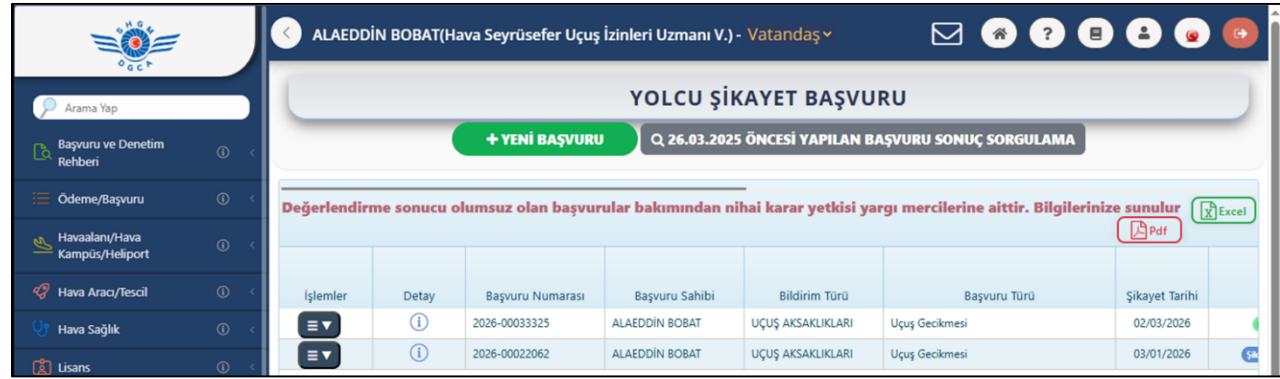 SHGM
DGCA
ALAEDDİN BOBAT(Hava Seyrüsefer Uçuş İzinleri Uzmanı V.) - Vatandaş
Arama Yap
Başvuru ve Denetim
Rehberi
Ödeme/Başvuru
Havaalanı/Hava
Kampüs/Heliport
Hava Aracı/Tescil
Hava Sağlık
Lisans
YOLCU ŞİKAYET BAŞVURU
+ YENİ BAŞVURU
26.03.2025 ÖNCESİ YAPILAN BAŞVURU SONUÇ SORGULAMA
Değerlendirme sonucu olumsuz olan başvurular bakımından nihai karar yetkisi yargı mercilerine aittir. Bilgilerinize sunulur
Excel
Pdf
İşlemler Detay Başvuru Numarası Başvuru Sahibi Bildirim Türü Başvuru Türü Şikayet Tarihi
2026-00033325 ALAEDDİN BOBAT UÇUŞ AKSAKLIKLARI Uçuş Gecikmesi 02/03/2026
2026-00022062 ALAEDDİN BOBAT UÇUŞ AKSAKLIKLARI Uçuş Gecikmesi 03/01/2026